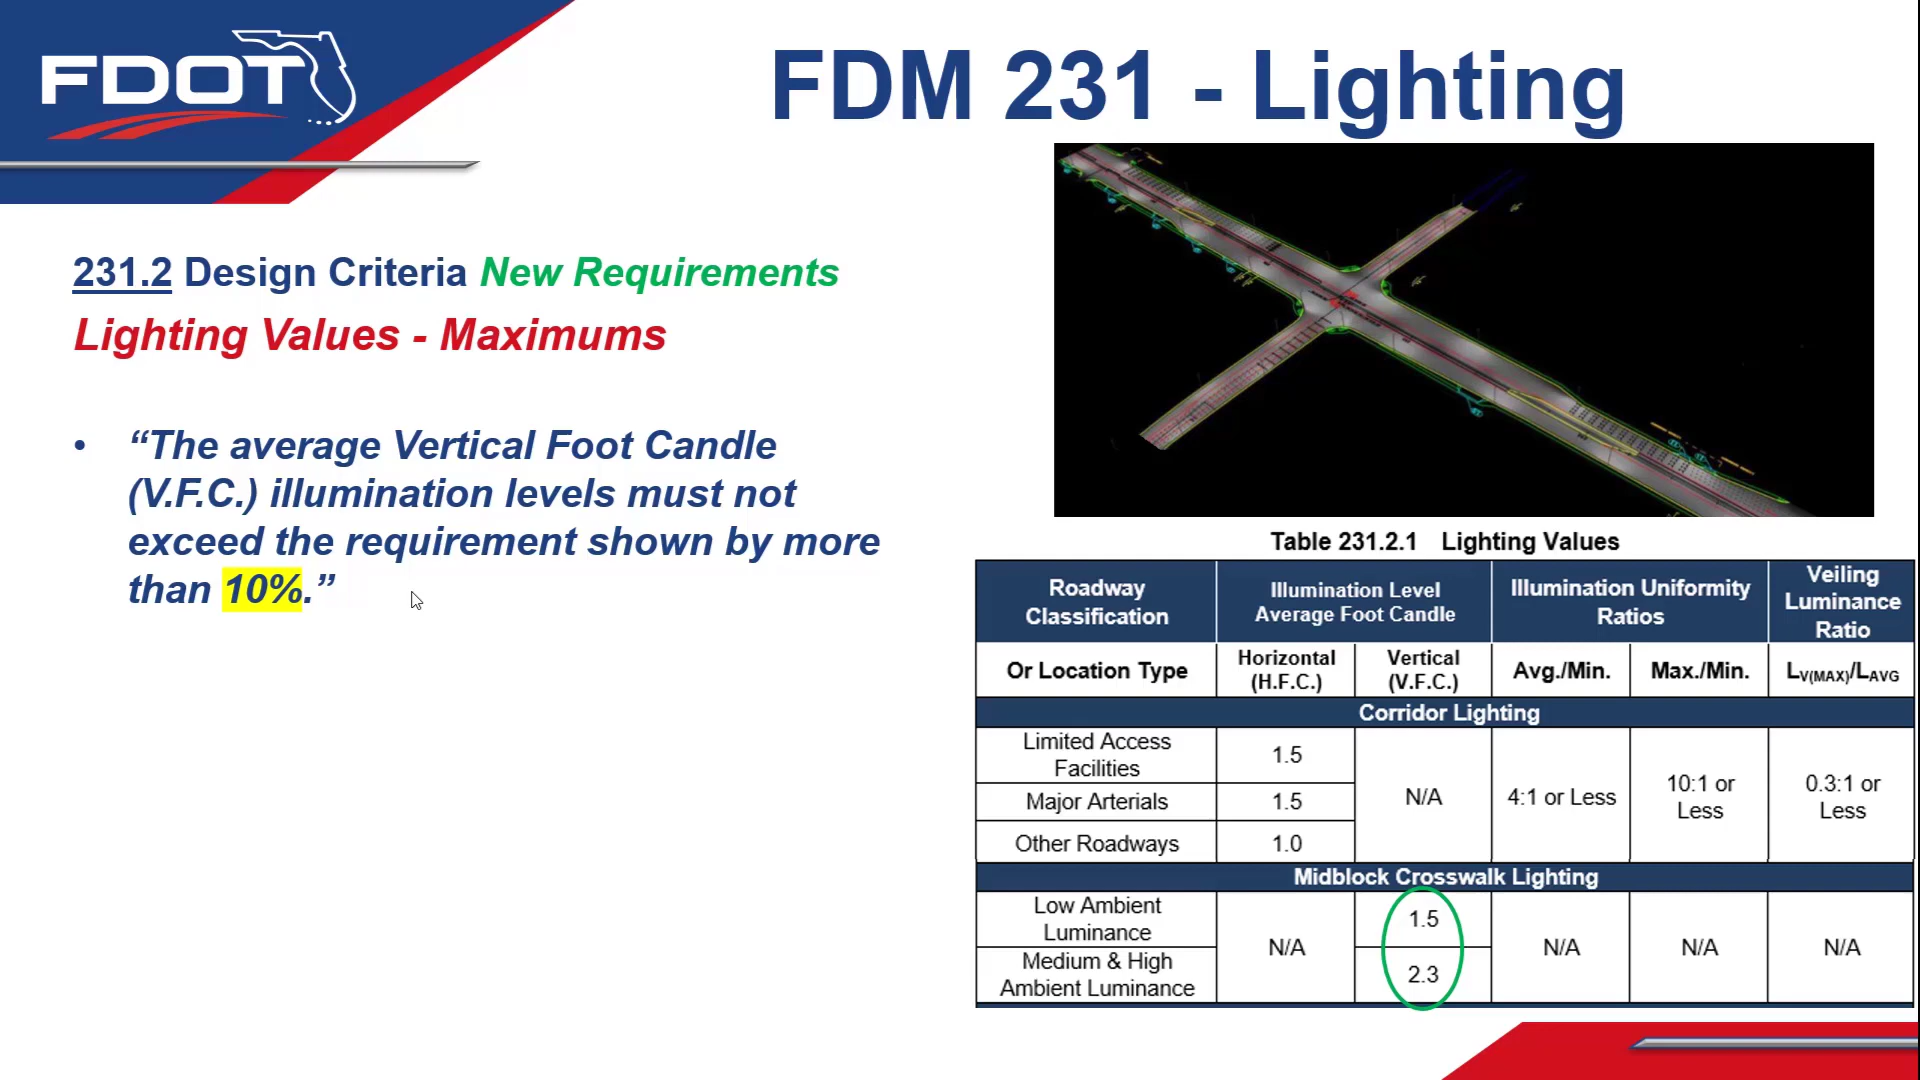 FDOT
FDM 231 - Lighting
231.2 Design Criteria New Requirements
Lighting Values - Maximums
• “The average Vertical Foot Candle
(V.F.C.) illumination levels must not
exceed the requirement shown by more
than 10%.”
Table 231.2.1 Lighting Values
Roadway
Classification
Illumination Level
Average Foot Candle
Illumination Uniformity
Ratios
Veiling
Luminance
Ratio
Or Location Type
Horizontal
(H.F.C.)
Vertical
(V.F.C.)
Avg./Min.
Max./Min.
LV(MAX)/LAVG
Corridor Lighting
Limited Access
Facilities
1.5
Major Arterials
1.5
Other Roadways
1.0
N/A
4:1 or Less
10:1 or
Less
0.3:1 or
Less
Midblock Crosswalk Lighting
Low Ambient
Luminance
Medium & High
Ambient Luminance
N/A
1.5
2.3
N/A
N/A
N/A